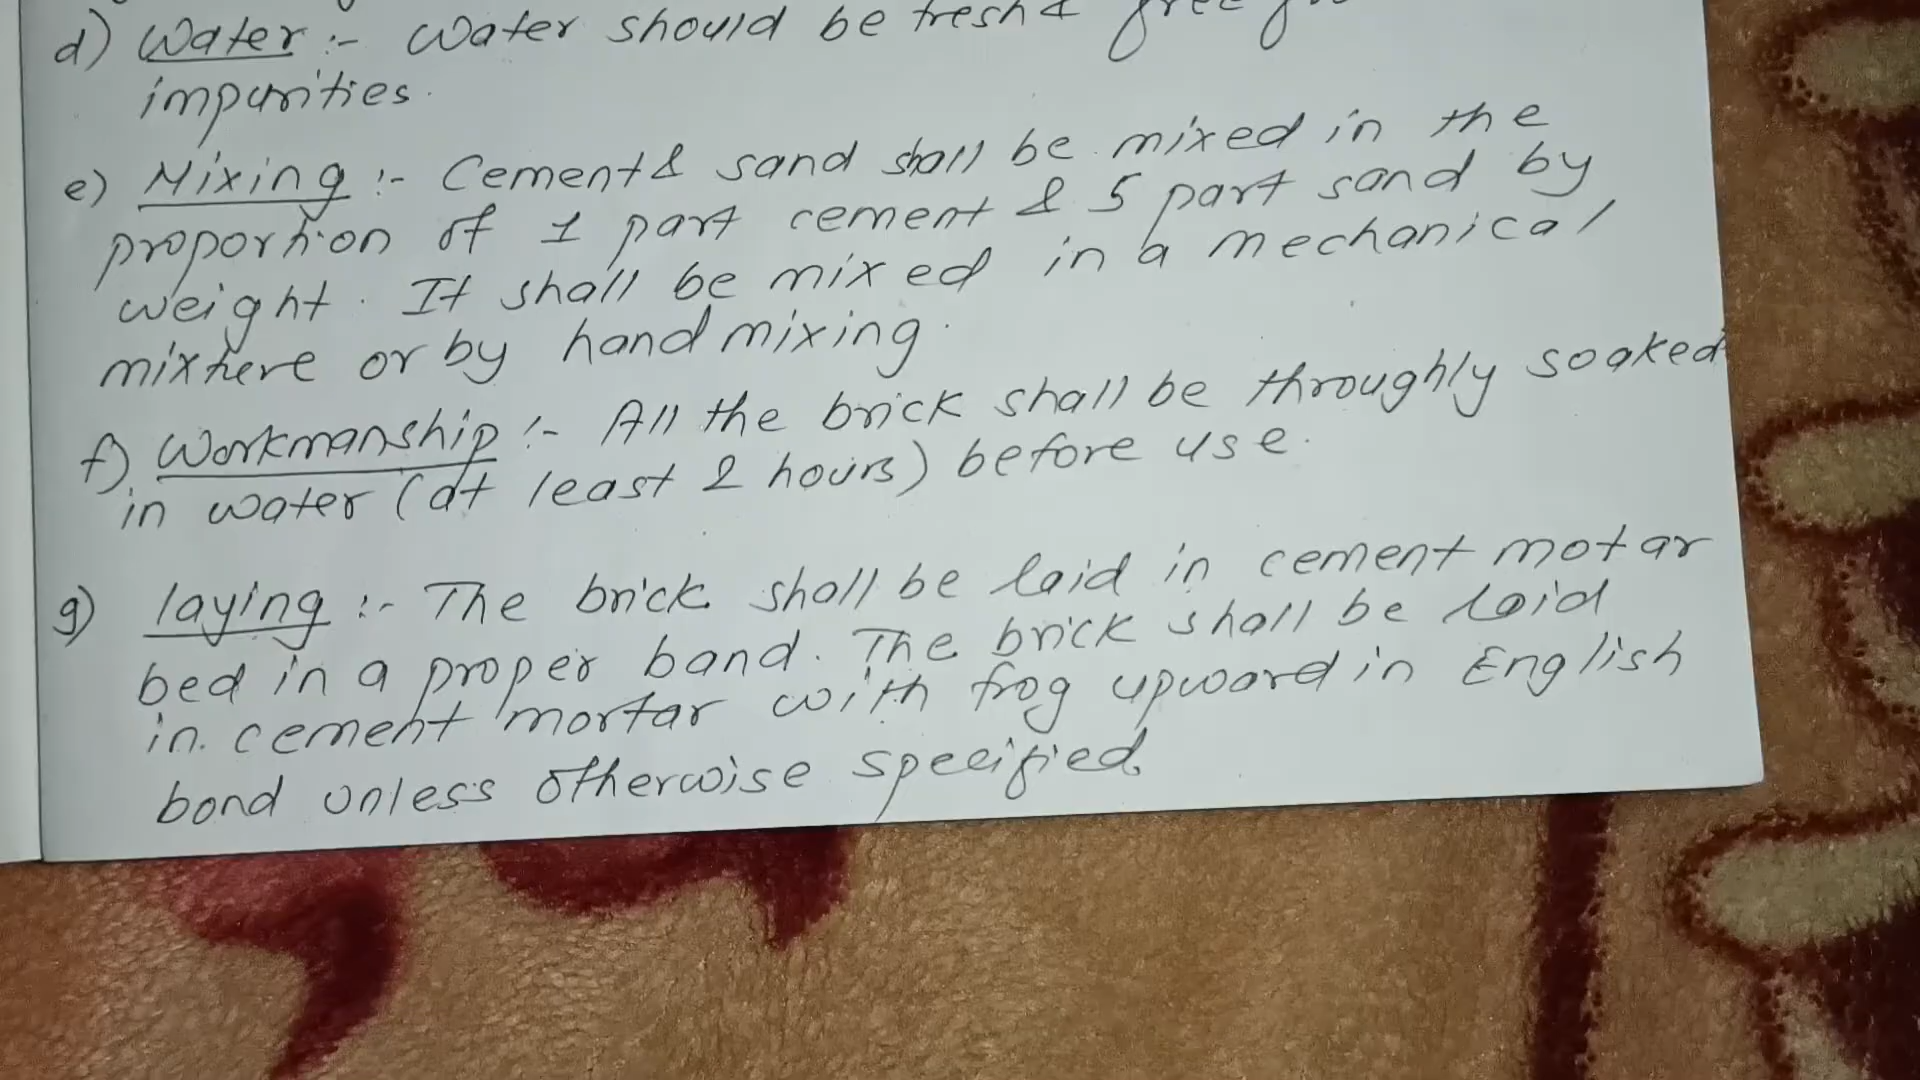 d) Water :- Water should be fresh & free
impurities.
e) Mixing :- Cement & sand shall be mixed in the
proportion of 1 part cement & 5 part sand by
weight. It shall be mixed in a mechanical
mixtere or by hand mixing.
f) Workmanship :- All the brick shall be throughly soaked
in water (at least 2 hours) before use.
g) laying :- The brick shall be laid in cement motar
bed in a proper band. The brick shall be laid
in cement mortar with frog upward in English
bond unless otherwise specified.